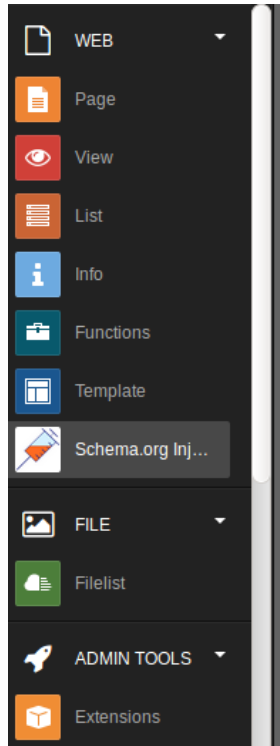 WEB
Page
View
List
Info
Functions
Template
Schema.org Inj...
FILE
Filelist
ADMIN TOOLS
Extensions